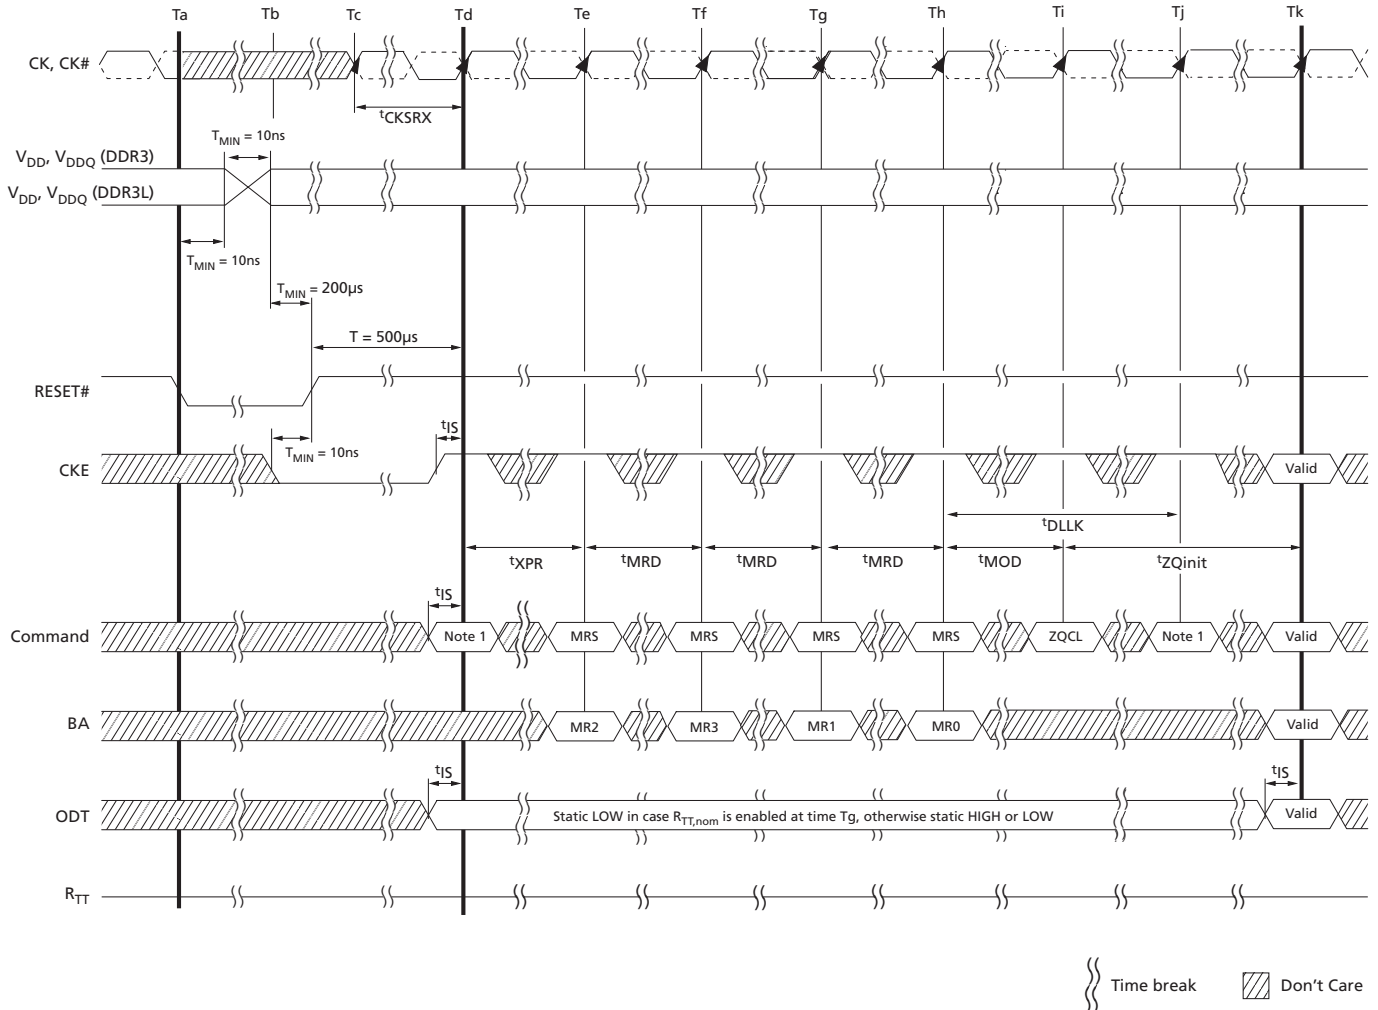 Ta Tb Tc Td Te Tf Tg Th Ti Tj Tk
CK, CK#
tCKSRX
TMIN = 10ns
VDD, VDDQ (DDR3)
VDD, VDDQ (DDR3L)
TMIN = 10ns
TMIN = 200μs
T = 500μs
RESET#
tIS
TMIN = 10ns
CKE
Valid
tDLLK
tXPR tMRD tMRD tMRD tMOD tZQinit
tIS
Command Note 1 MRS MRS MRS MRS ZQCL Note 1 Valid
BA MR2 MR3 MR1 MR0 Valid
tIS tIS
ODT Static LOW in case RTT,nom is enabled at time Tg, otherwise static HIGH or LOW Valid
RTT
Time break Don't Care